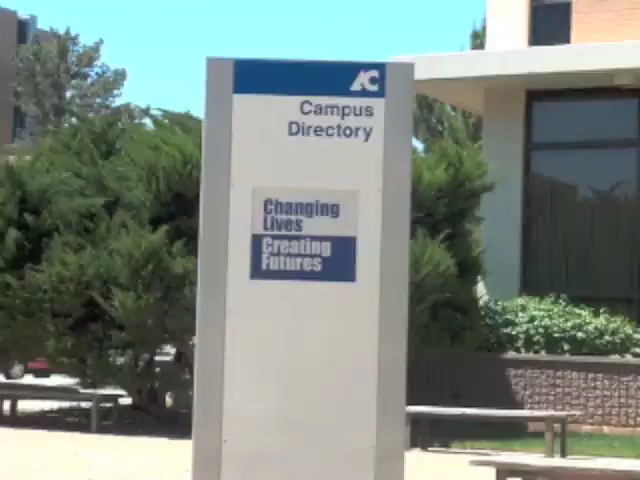 AC
Campus
Directory
Changing
Lives
Creating
Futures